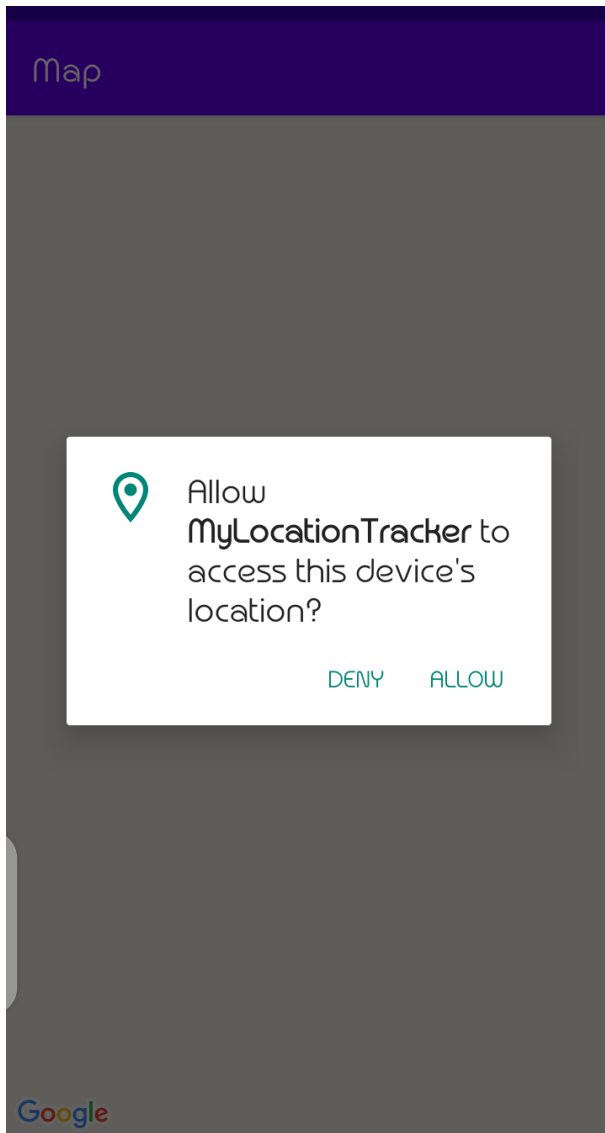 Map
Allow
MyLocationTracker to
access this device's
location?
DENY ALLOW
Google